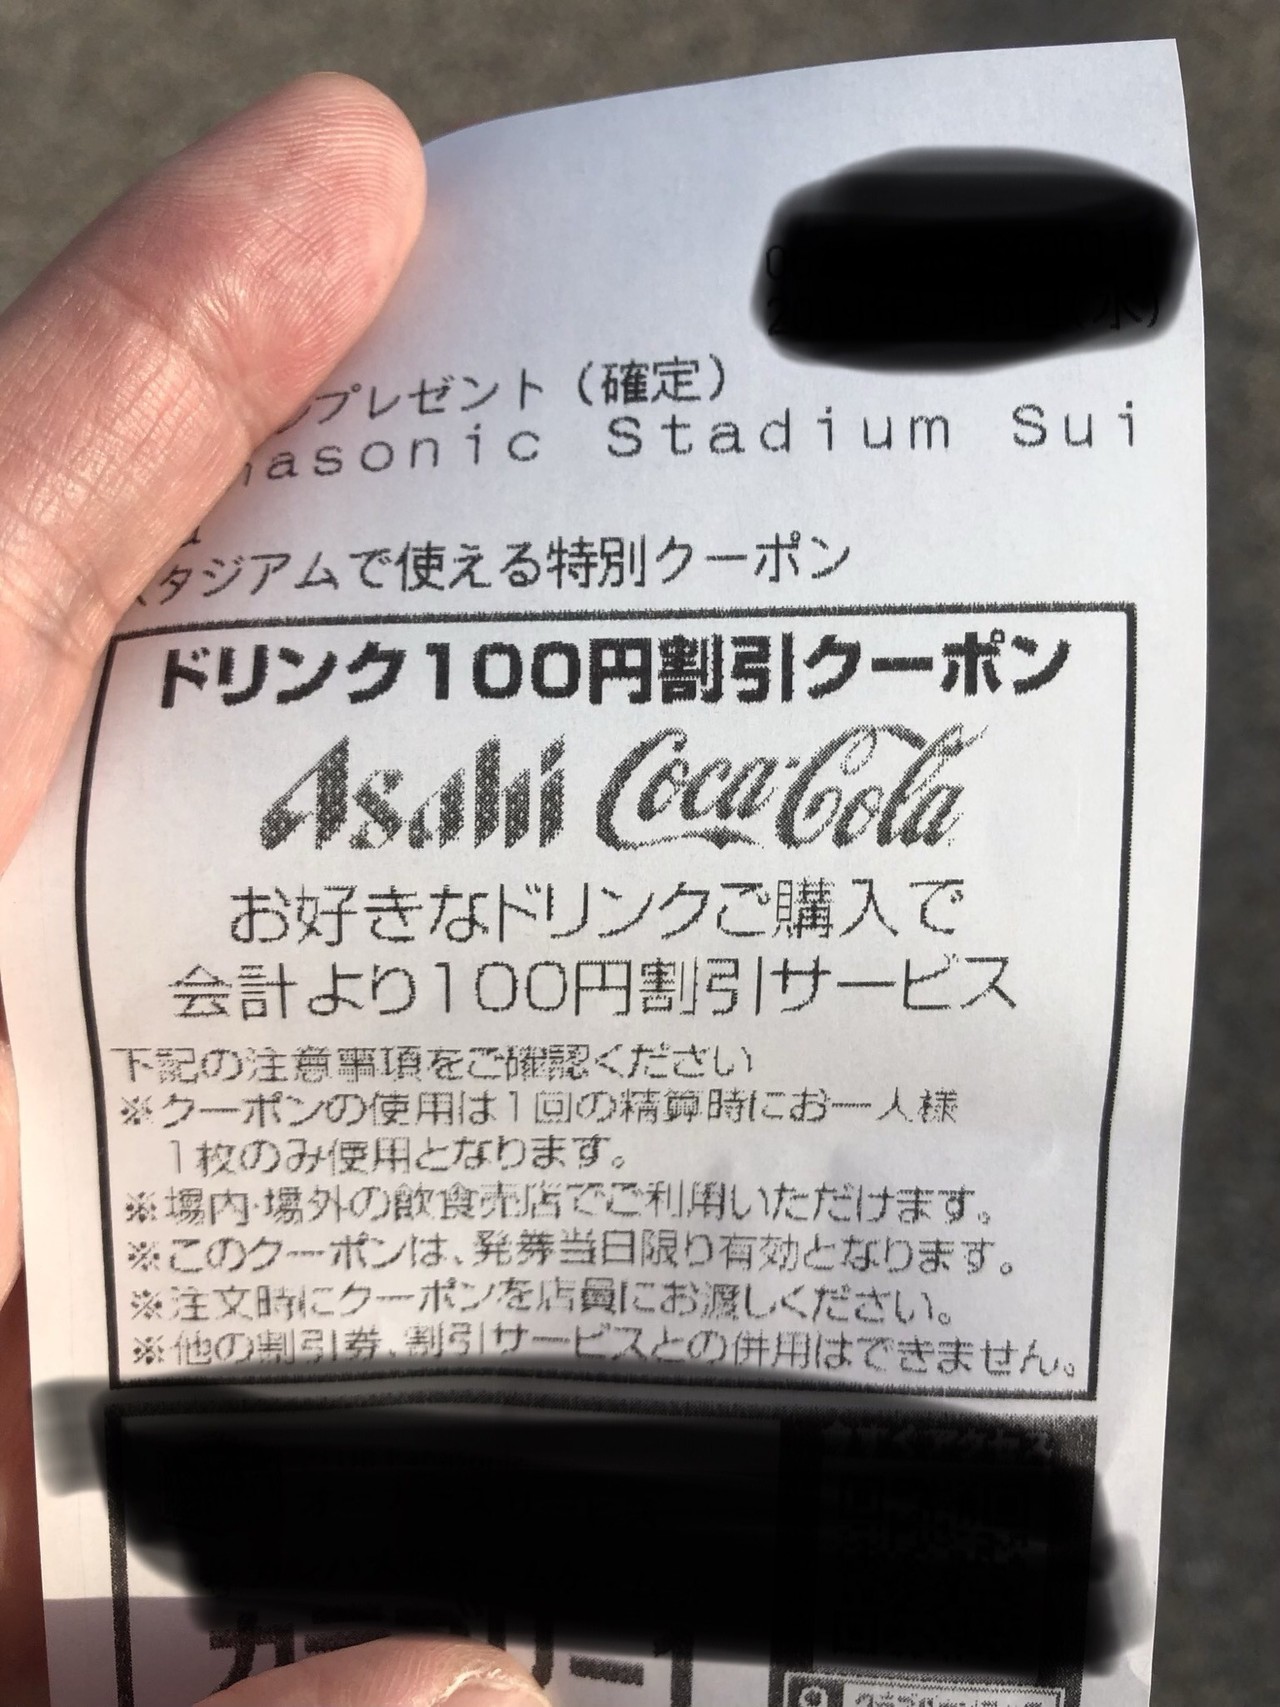 (水)
プレゼント(確定)
nasonic Stadium Sui
タジアムで使える特別クーポン
ドリンク100円割引クーポン
Asahi Coca-Cola
お好きなドリンクご購入で
会計より100円割引サービス
下記の注意事項をご確認ください
※クーポンの使用は1回の精算時にお一人様
1枚のみ使用となります。
※場内・場外の飲食売店でご利用いただけます。
※このクーポンは、発券当日限り有効となります。
※注文時にクーポンを店員にお渡しください。
※他の割引券、割引サービスとの併用はできません。
今すぐアクセス